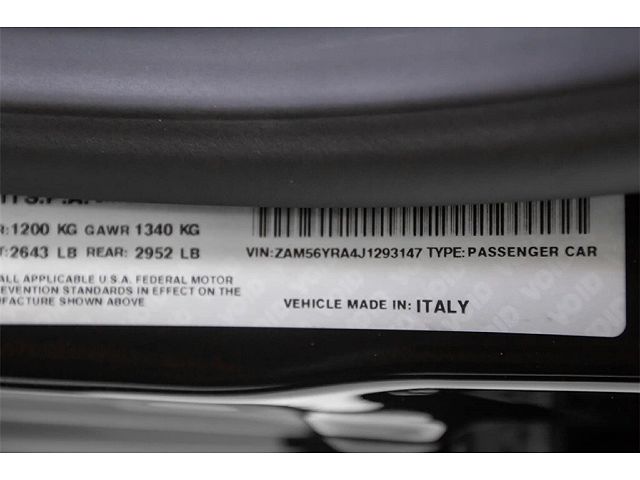 1200 KG GAWR 1340 KG
2643 LB REAR: 2952 LB
VIN:ZAM56YRA4J1293147 TYPE: PASSENGER CAR
ALL APPLICABLE U.S.A. FEDERAL MOTOR
EVENTION STANDARDS IN EFFECT ON THE
FACTURE SHOWN ABOVE
VEHICLE MADE IN: ITALY